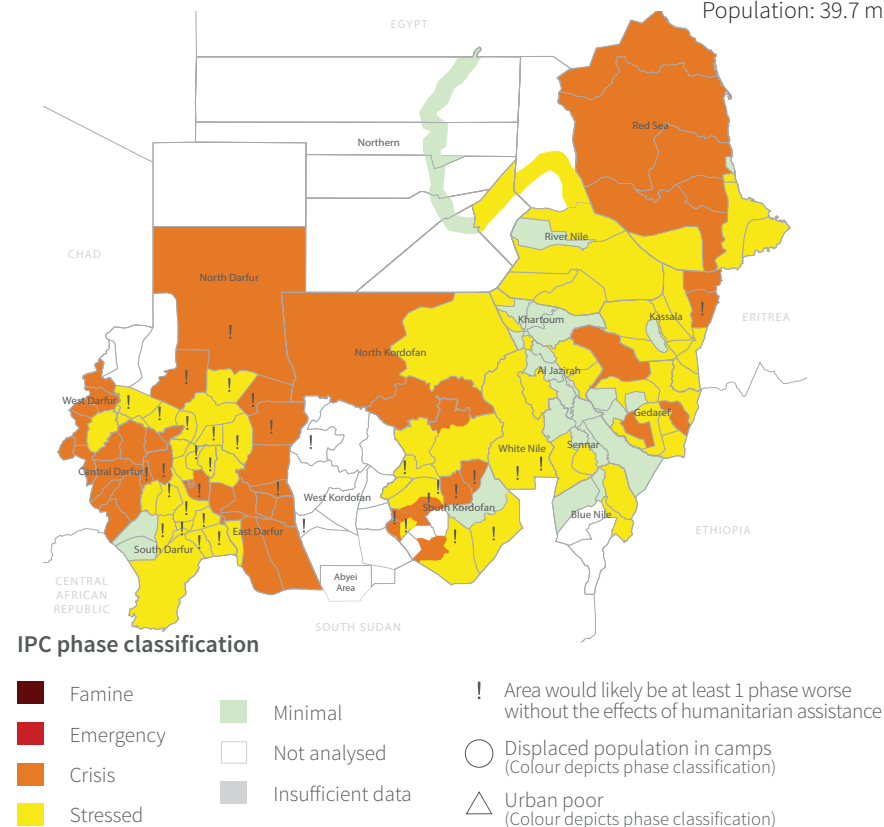 Population: 39.7 m
EGYPT
Red Sea
Northern
River Nile
CHAD
North Darfur
!
Khartoum
Kassala
!
ERITREA
North Kordofan
!
!
Al Jazirah
West Darfur
!
!
!
!
Gedaref
!
!
!
!
Sennar
White Nile
Central Darfur
!
!
!
!
!
!
!
!
!
West Kordofan
!
!
!
!
South Kordofan
!
Blue Nile
!
!
!
!
!
!
East Darfur
!
!
!
!
!
ETHIOPIA
South Darfur
Abyei
Area
CENTRAL
AFRICAN
REPUBLIC
SOUTH SUDAN
IPC phase classification
Famine
Emergency
Crisis
Stressed
Minimal
Not analysed
Insufficient data
! Area would likely be at least 1 phase worse
without the effects of humanitarian assistance
Displaced population in camps
(Colour depicts phase classification)
Urban poor
(Colour depicts phase classification)